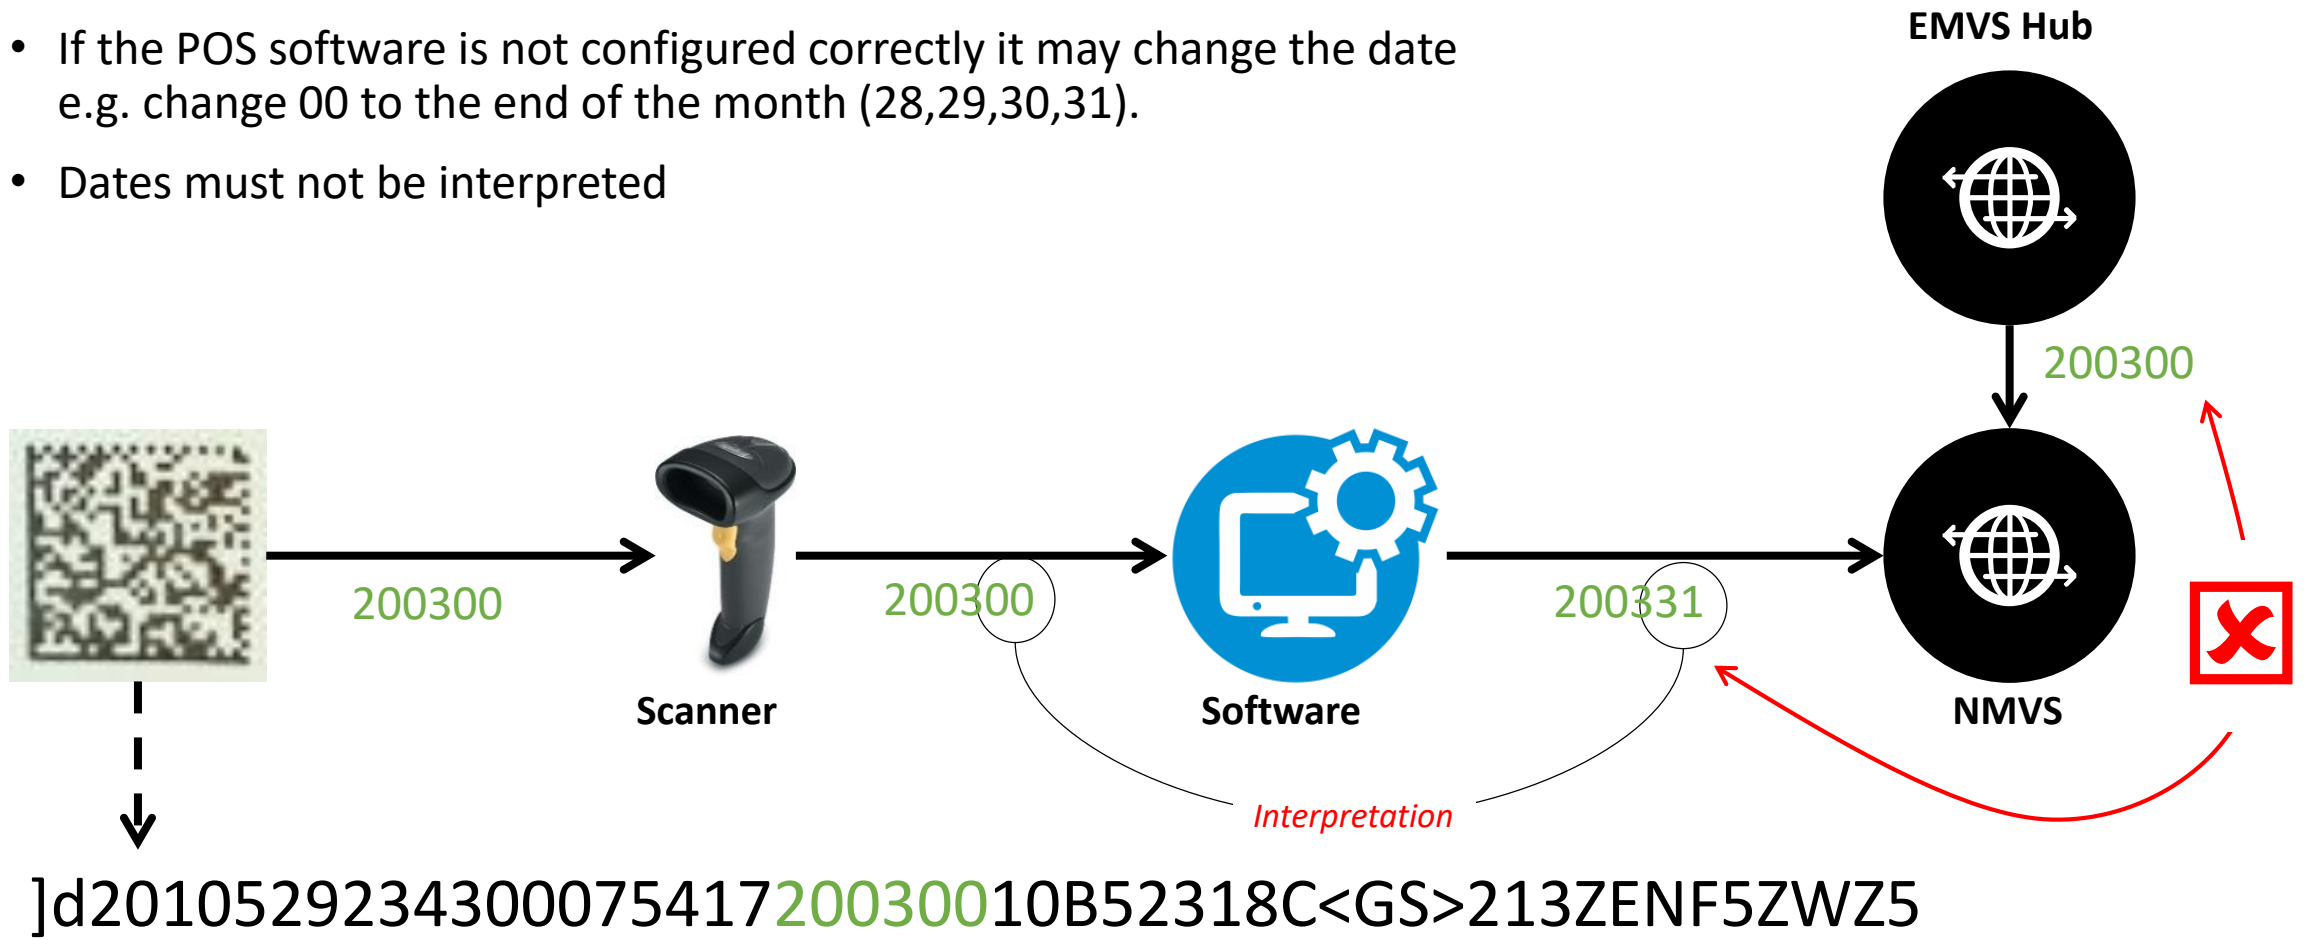 EMVS Hub
• If the POS software is not configured correctly it may change the date
e.g. change 00 to the end of the month (28,29,30,31).
• Dates must not be interpreted
200300
200300
200300
200331
Scanner
Software
NMVS
Interpretation
]d201052923430007541720030010B52318C<GS>213ZENF5ZWZ5